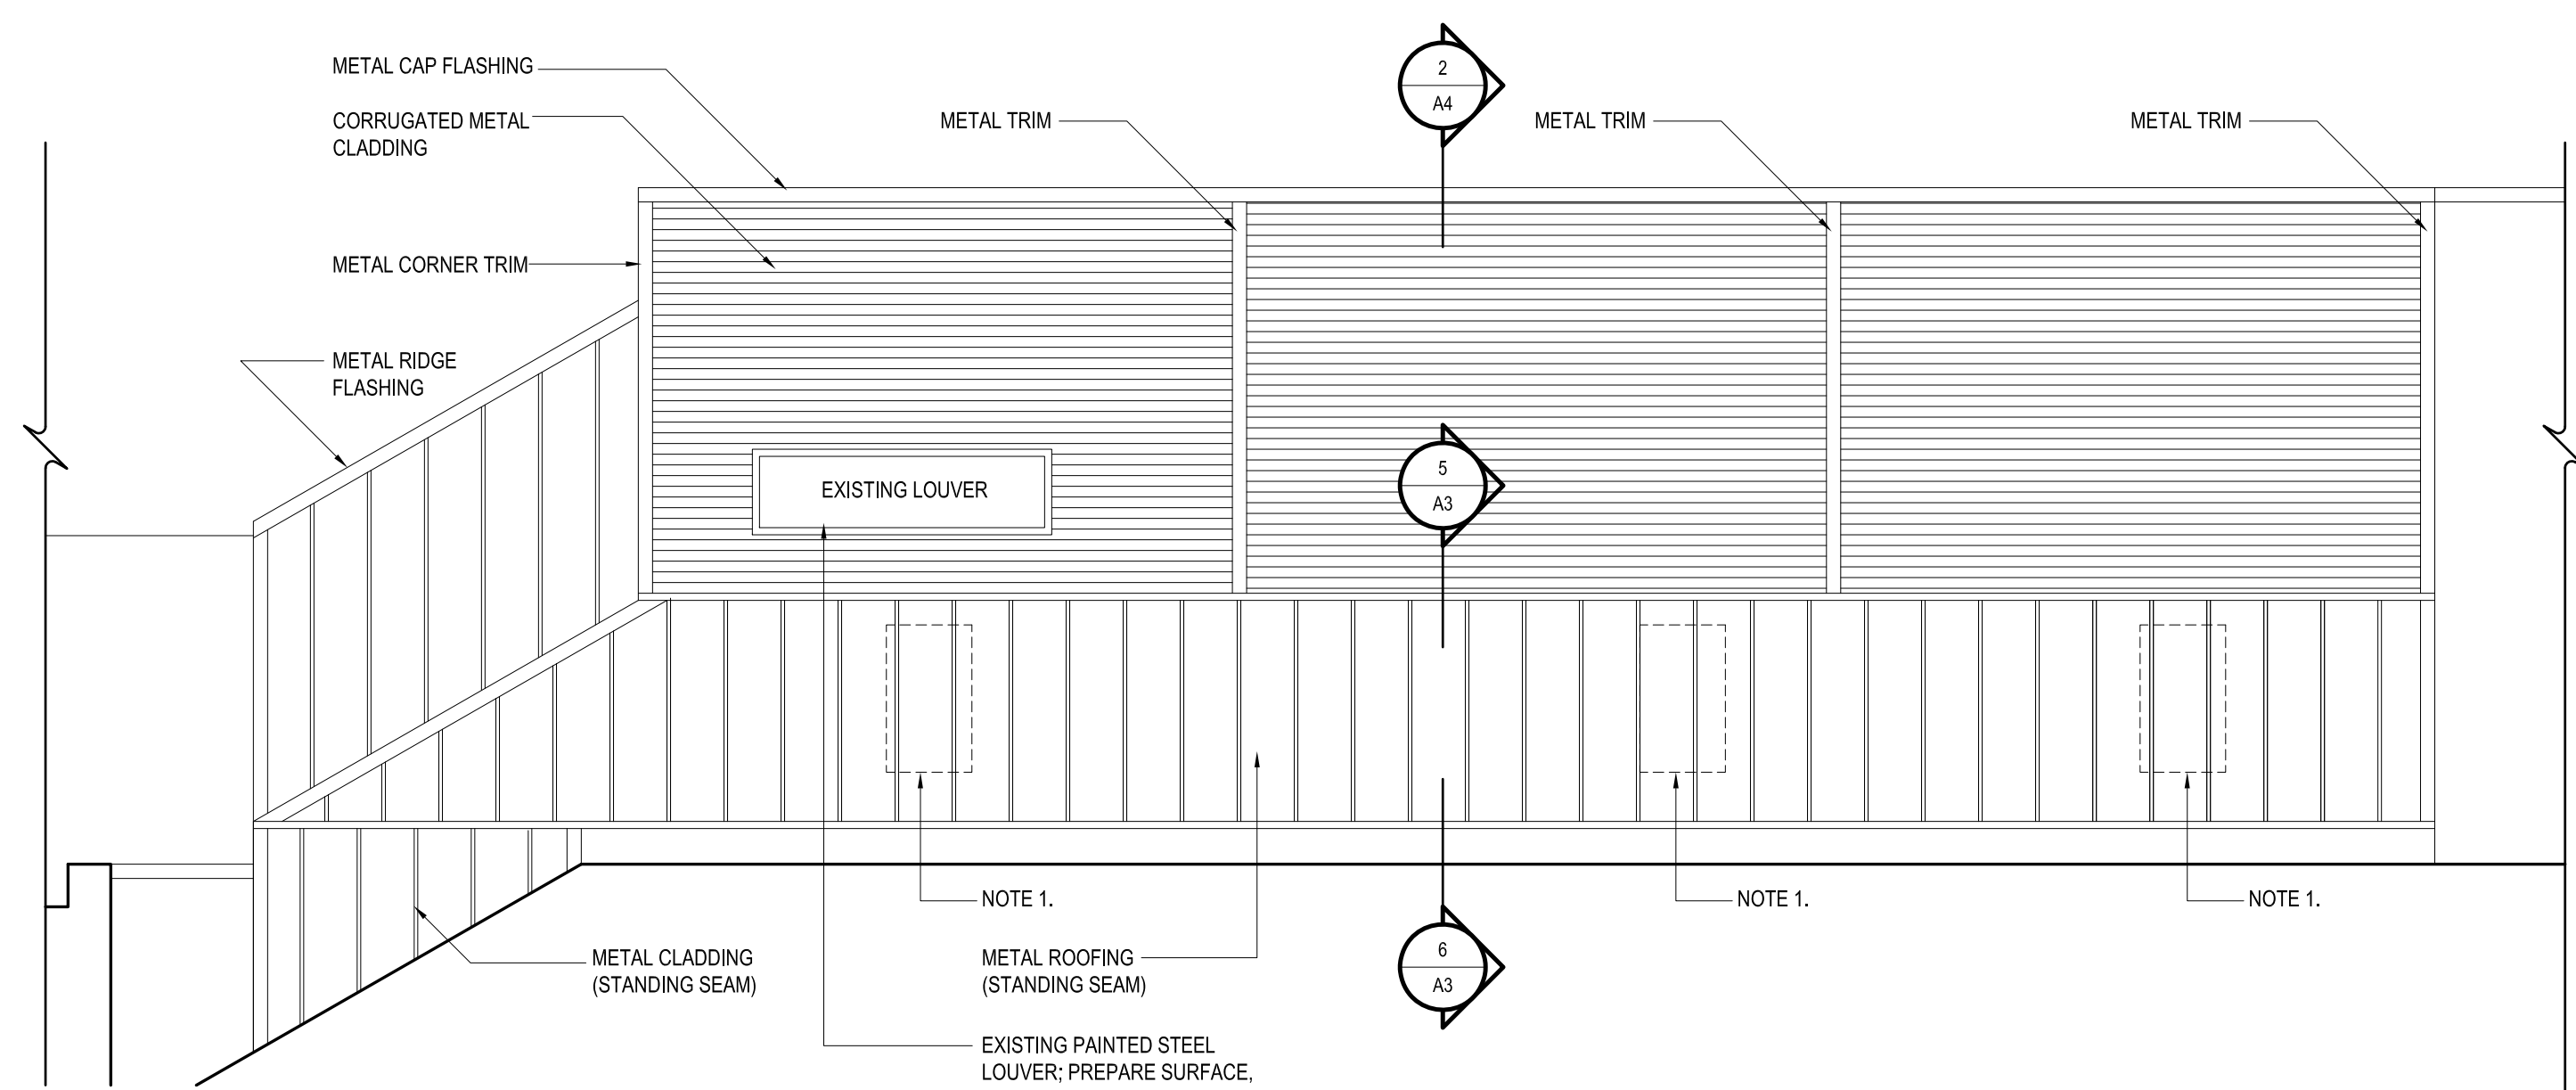 METAL CAP FLASHING
CORRUGATED METAL
CLADDING
METAL TRIM
2
A4
METAL TRIM
METAL TRIM
METAL CORNER TRIM
METAL RIDGE
FLASHING
EXISTING LOUVER
5
A3
NOTE 1.
NOTE 1.
NOTE 1.
METAL CLADDING
(STANDING SEAM)
METAL ROOFING
(STANDING SEAM)
6
A3
EXISTING PAINTED STEEL
LOUVER; PREPARE SURFACE,